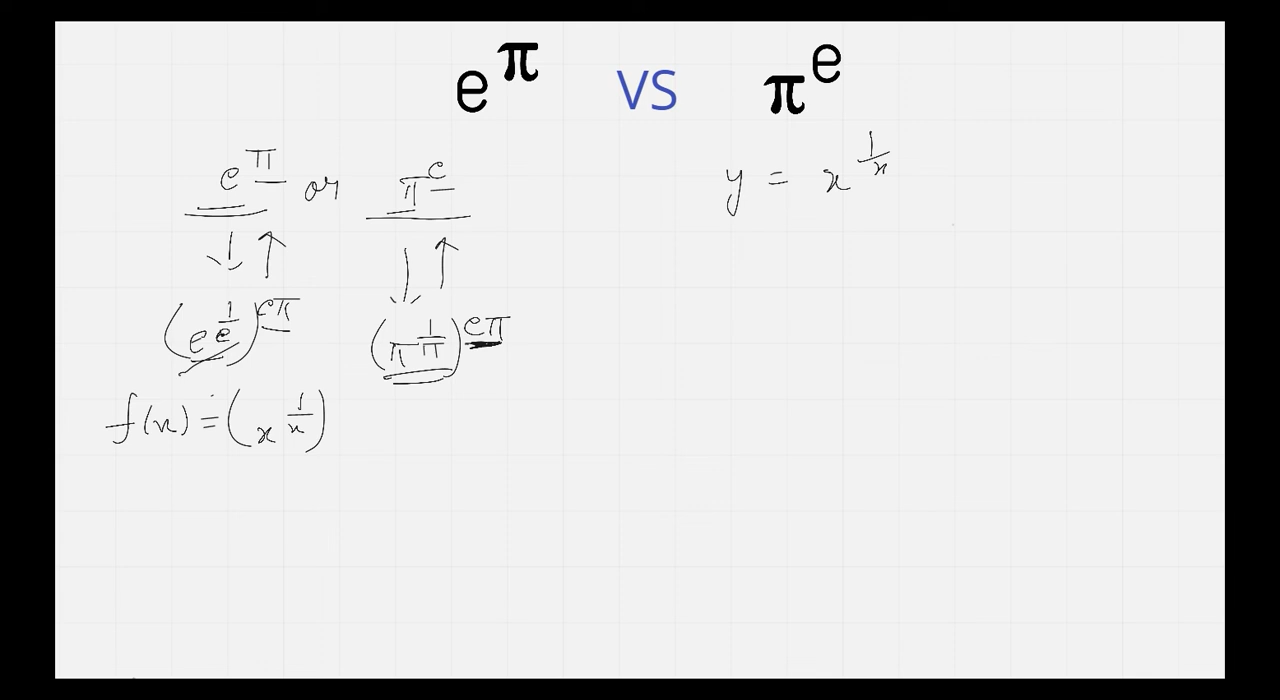 e^π VS π^e
e^π or π^e
y = x^(1/x)
(e^(1/e))^(eπ) (π^(1/π))^(eπ)
f(x) = (x^(1/x))